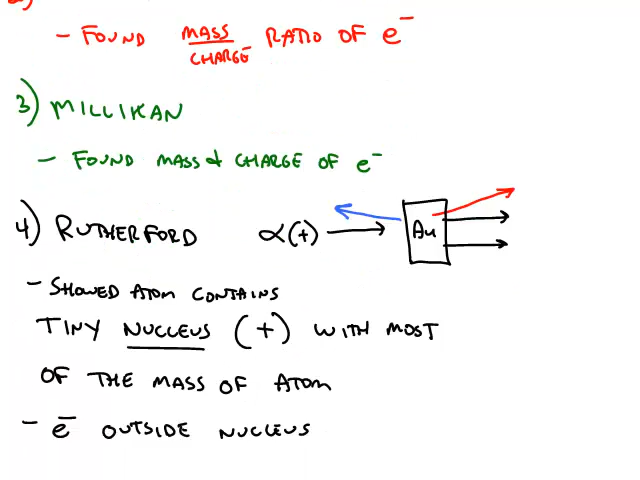 - FOUND MASS/CHARGE RATIO OF e⁻
3) MILLIKAN
- FOUND MASS & CHARGE OF e⁻
4) RUTHERFORD α(+) → Au
- SHOWED ATOM CONTAINS
TINY NUCLEUS (+) WITH MOST
OF THE MASS OF ATOM
- e⁻ OUTSIDE NUCLEUS